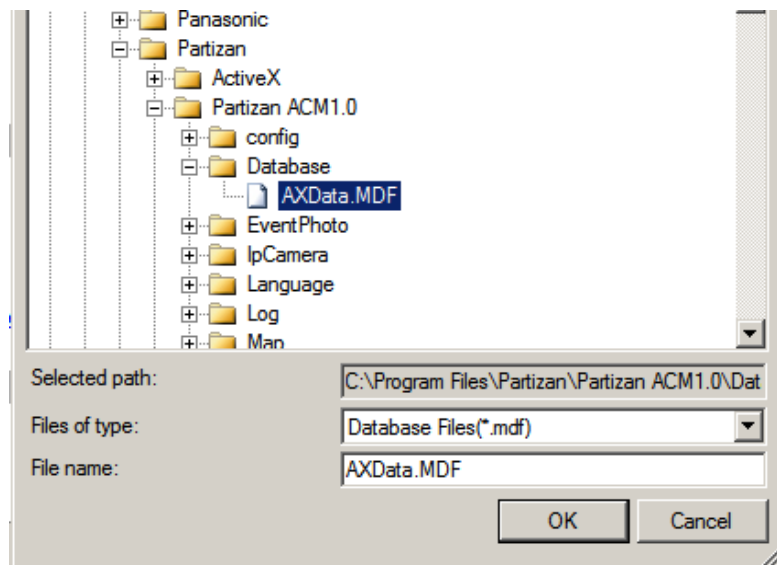 Panasonic
Partizan
ActiveX
Partizan ACM1.0
config
Database
AXData.MDF
EventPhoto
IpCamera
Language
Log
Map
Selected path: C:\Program Files\Partizan\Partizan ACM1.0\Dat
Files of type: Database Files(*.mdf)
File name: AXData.MDF
OK Cancel